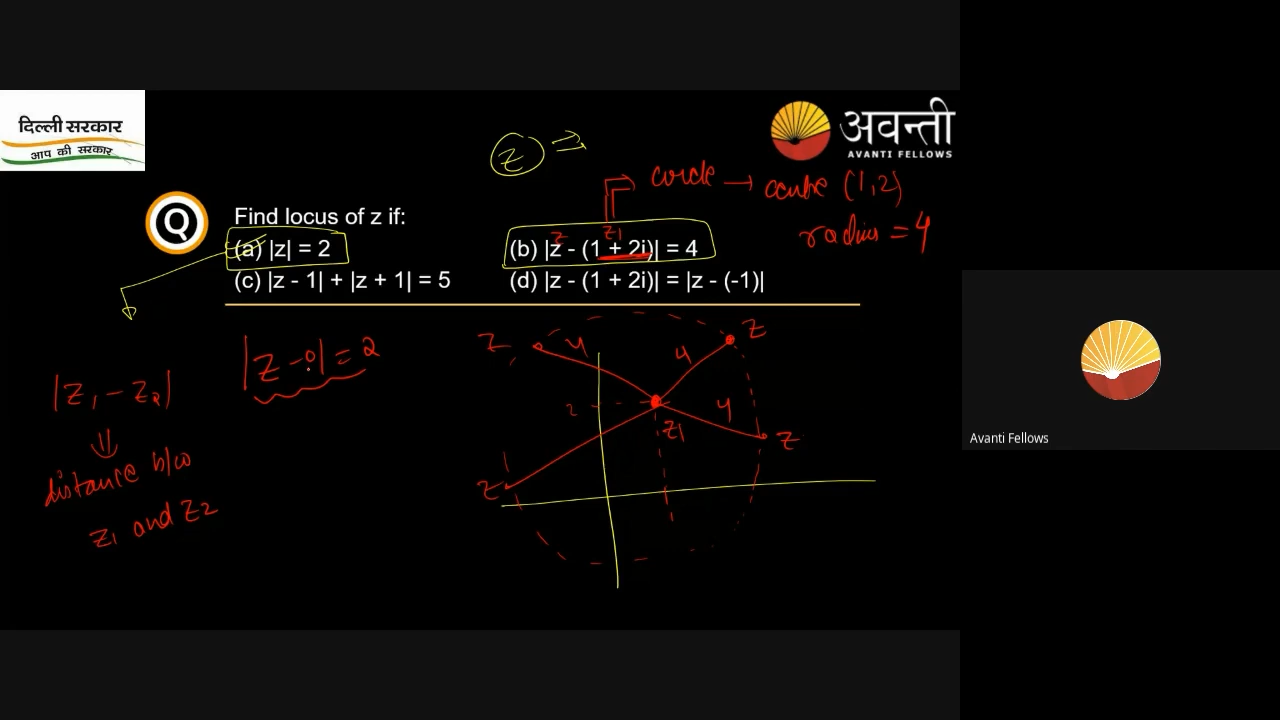 दिल्ली सरकार
आप की सरकार
अवन्ती
AVANTI FELLOWS
z ⇒
circle → centre (1,2)
radius = 4
Q
Find locus of z if:
(a) |z| = 2
z z1
(b) |z - (1 + 2i)| = 4
(c) |z - 1| + |z + 1| = 5
(d) |z - (1 + 2i)| = |z - (-1)|
|z - 0| = 2
|z1 - z2|
⇓
distance b/w
z1 and z2
z 4 4 z
2
z1 4 z
z
Avanti Fellows